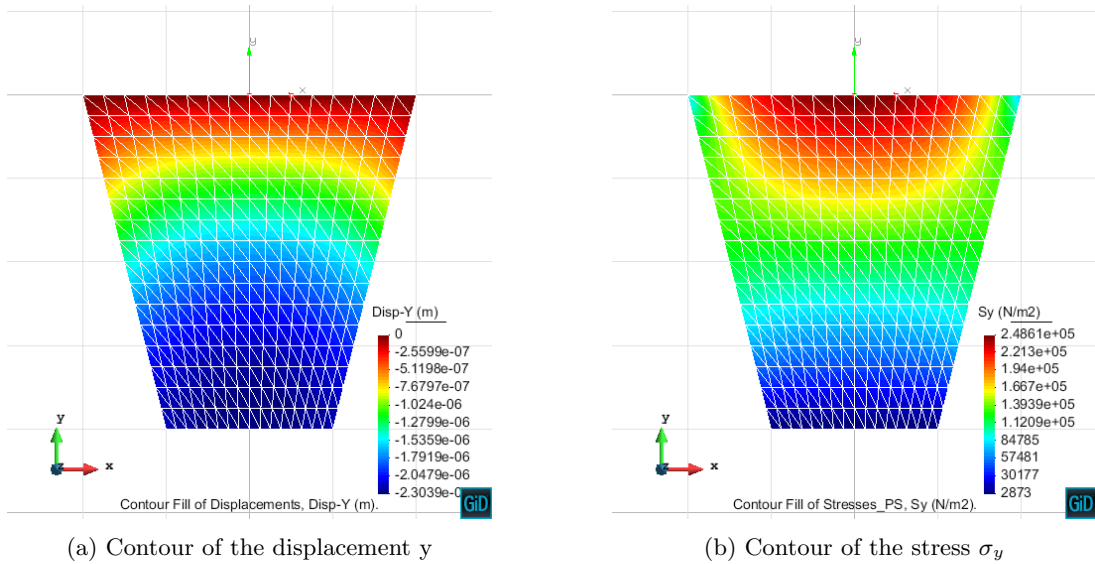 y
x
Disp-Y (m)
0
-2.5599e-07
-5.1198e-07
-7.6797e-07
-1.024e-06
-1.2799e-06
-1.5359e-06
-1.7919e-06
-2.0479e-06
-2.3039e-
y
x
Contour Fill of Displacements, Disp-Y (m).
GiD
(a) Contour of the displacement y
y
x
Sy (N/m2)
2.4861e+05
2.213e+05
1.94e+05
1.667e+05
1.3939e+05
1.1209e+05
84785
57481
30177
2873
y
x
Contour Fill of Stresses_PS, Sy (N/m2).
GiD
(b) Contour of the stress σy